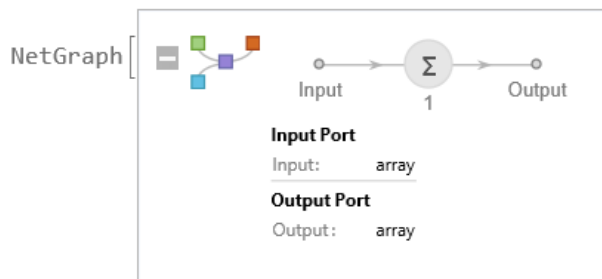 NetGraph
Σ
Input
1
Output
Input Port
Input: array
Output Port
Output: array